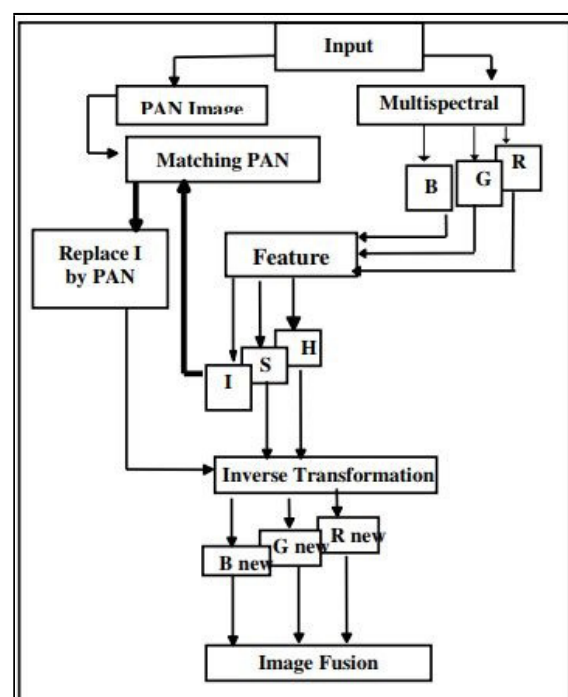 Input
PAN Image
Multispectral
Matching PAN
B
G
R
Replace I
by PAN
Feature
I
S
H
Inverse Transformation
B new
G new
R new
Image Fusion